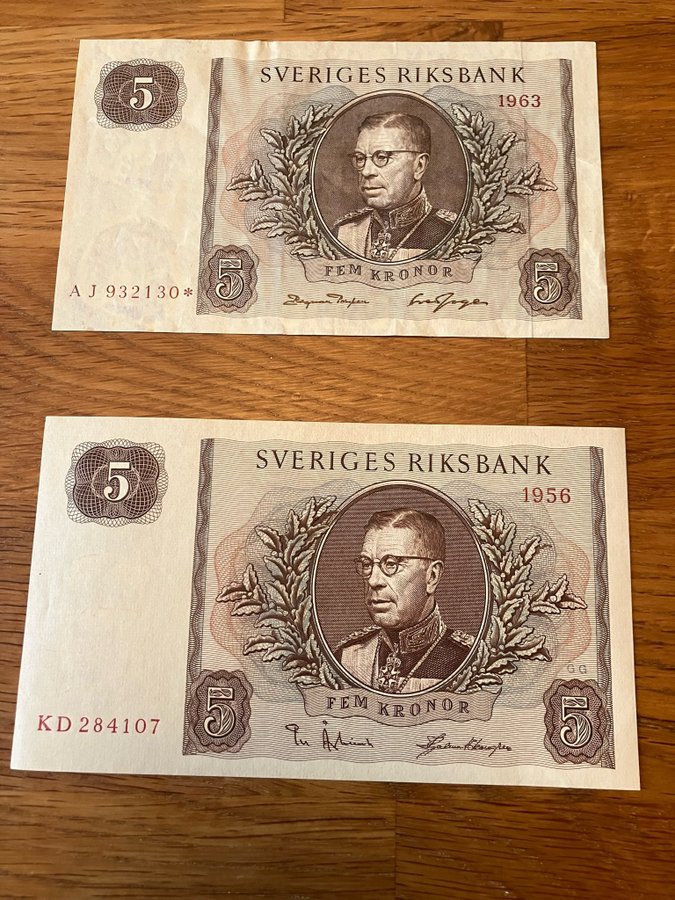 5
SVERIGES RIKSBANK
1963
FEM KRONOR
AJ 932130*
5
5
5
SVERIGES RIKSBANK
1956
GG
FEM KRONOR
KD 284107
5
5